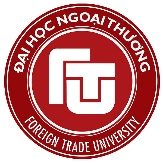 ĐẠI HỌC NGOẠI THƯƠNG
FTU
FOREIGN TRADE UNIVERSITY